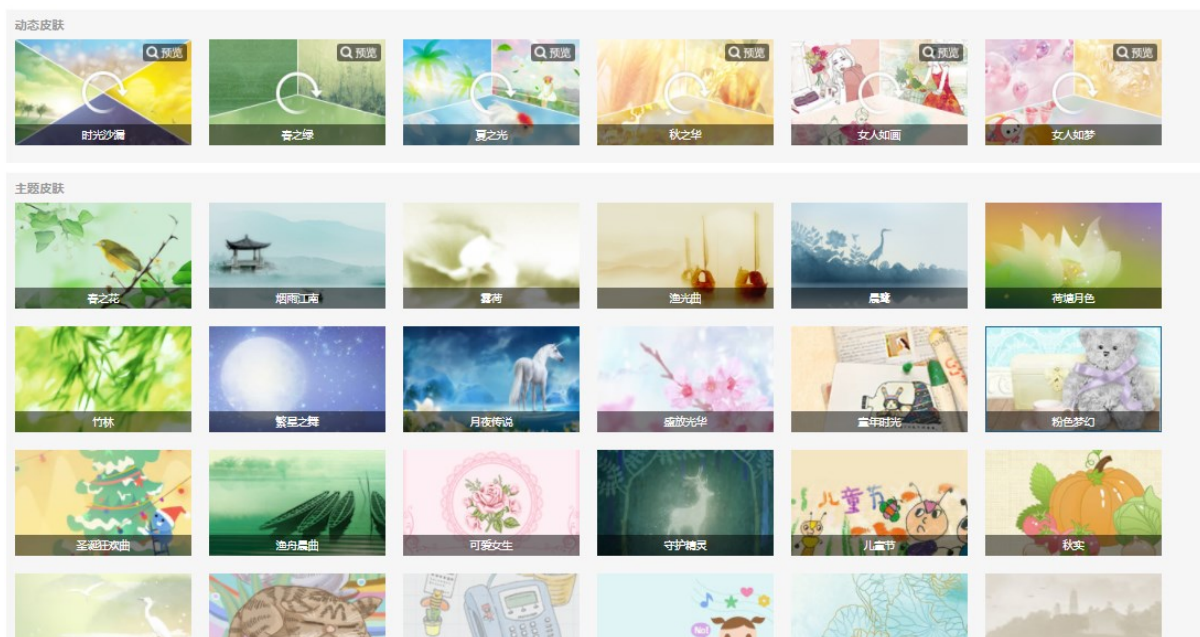 动态皮肤
预览
预览
预览
预览
预览
预览
时光沙漏
春之绿
夏之光
秋之华
女人如画
女人如梦
主题皮肤
春之花
烟雨江南
雾荷
渔光曲
晨鹭
荷塘月色
竹林
繁星之舞
月夜传说
盛放光华
童年时光
粉色梦幻
儿童节
圣诞狂欢曲
渔舟晨曲
可爱女生
守护精灵
儿童节
秋实
No!